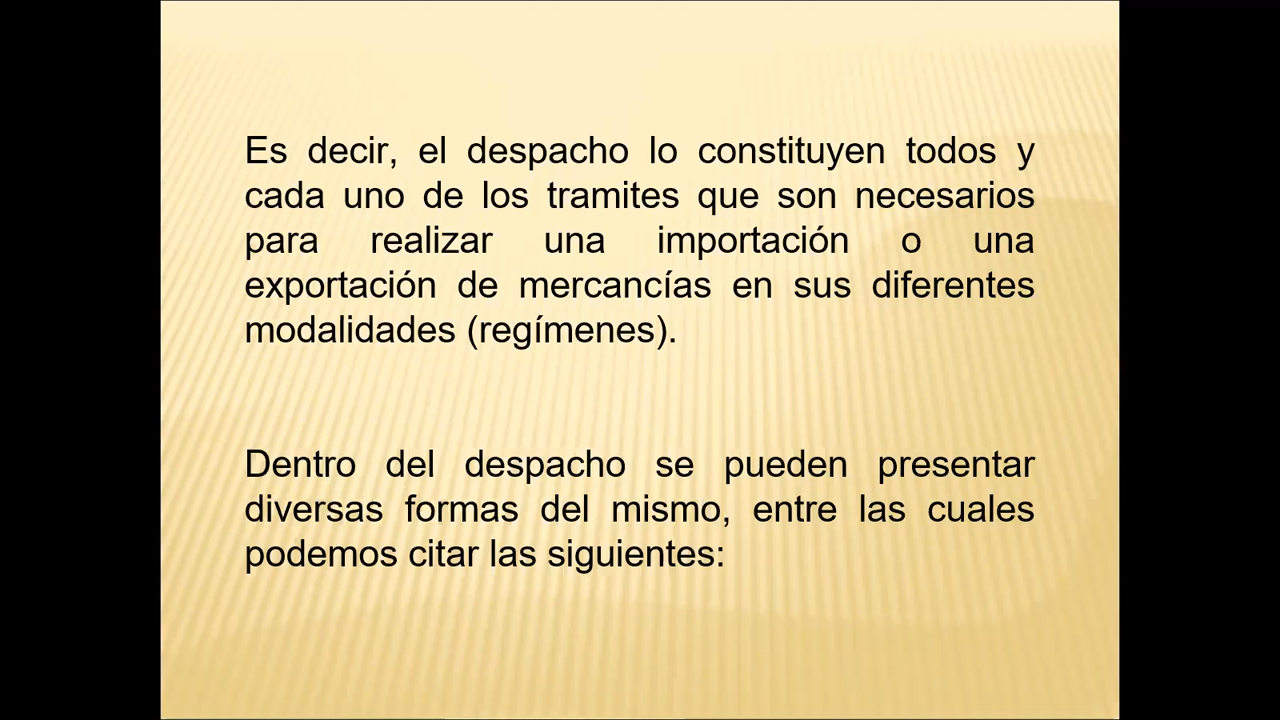 Es decir, el despacho lo constituyen todos y
cada uno de los tramites que son necesarios
para realizar una importación o una
exportación de mercancías en sus diferentes
modalidades (regímenes).
Dentro del despacho se pueden presentar
diversas formas del mismo, entre las cuales
podemos citar las siguientes: